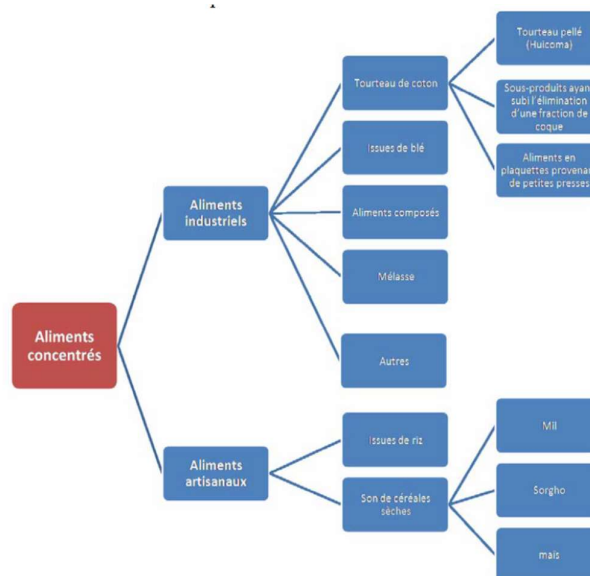 Tourteau pellé
(Huicoma)
Tourteau de coton
Sous-produits ayan
subi l'élimination
d'une fraction de
coque
Aliments en
plaquettes provenan
de petites presses
Issues de blé
Aliments
industriels
Aliments composés
Mélasse
Autres
Aliments
concentrés
Aliments
artisanaux
Issues de riz
Son de céréales
sèches
Mil
Sorgho
maïs